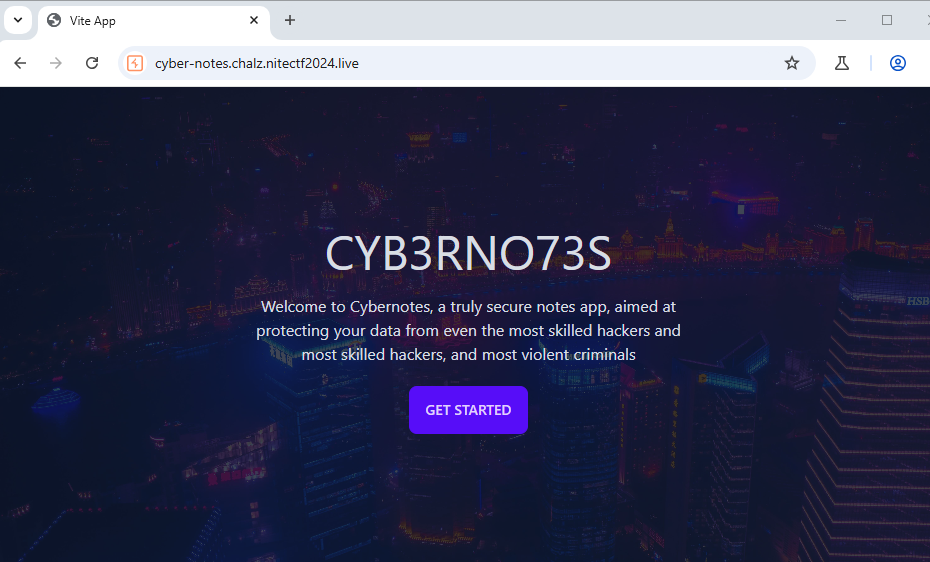 Vite App
cyber-notes.chalz.nitectf2024.live
HSB
CYB3RNO73S
Welcome to Cybernotes, a truly secure notes app, aimed at
protecting your data from even the most skilled hackers and
most skilled hackers, and most violent criminals
GET STARTED